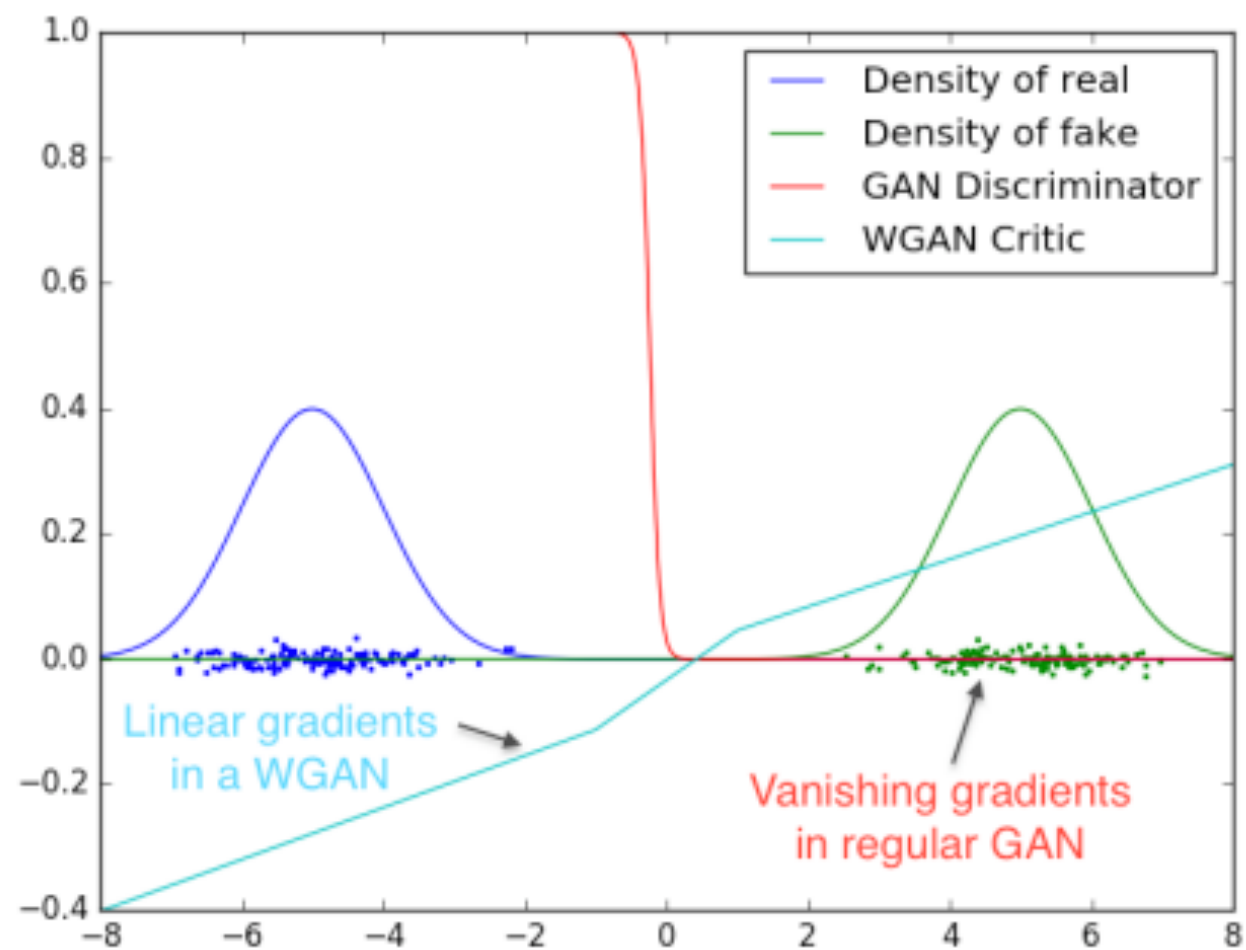 1.0
0.8
0.6
0.4
0.2
0.0
−0.2
−0.4
−8
−6
−4
−2
0
2
4
6
8
Density of real
Density of fake
GAN Discriminator
WGAN Critic
Linear gradients
in a WGAN
Vanishing gradients
in regular GAN